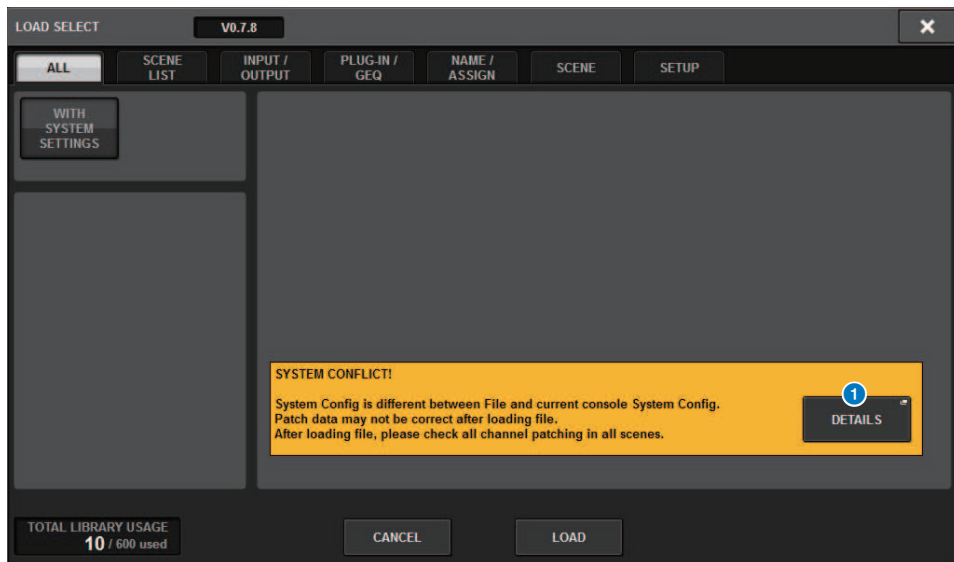 LOAD SELECT
V0.7.8
ALL
SCENE
LIST
INPUT /
OUTPUT
PLUG-IN /
GEQ
NAME /
ASSIGN
SCENE
SETUP
WITH
SYSTEM
SETTINGS
SYSTEM CONFLICT!
System Config is different between File and current console System Config.
Patch data may not be correct after loading file.
After loading file, please check all channel patching in all scenes.
1
DETAILS
TOTAL LIBRARY USAGE
10 / 600 used
CANCEL
LOAD